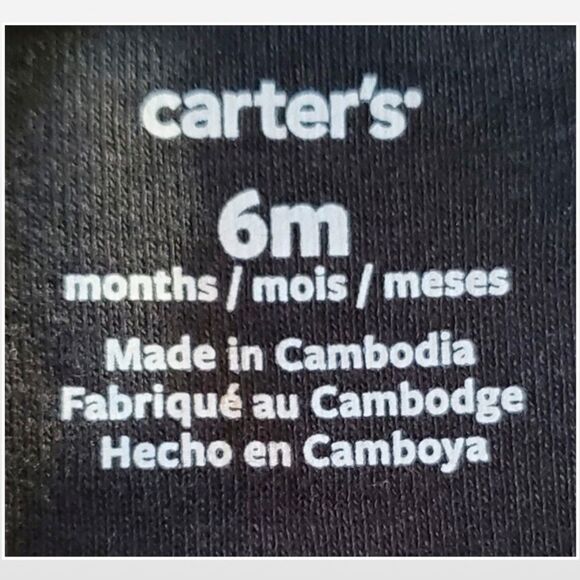 carter's
6m
months / mois / meses
Made in Cambodia
Fabriqué au Cambodge
Hecho en Camboya